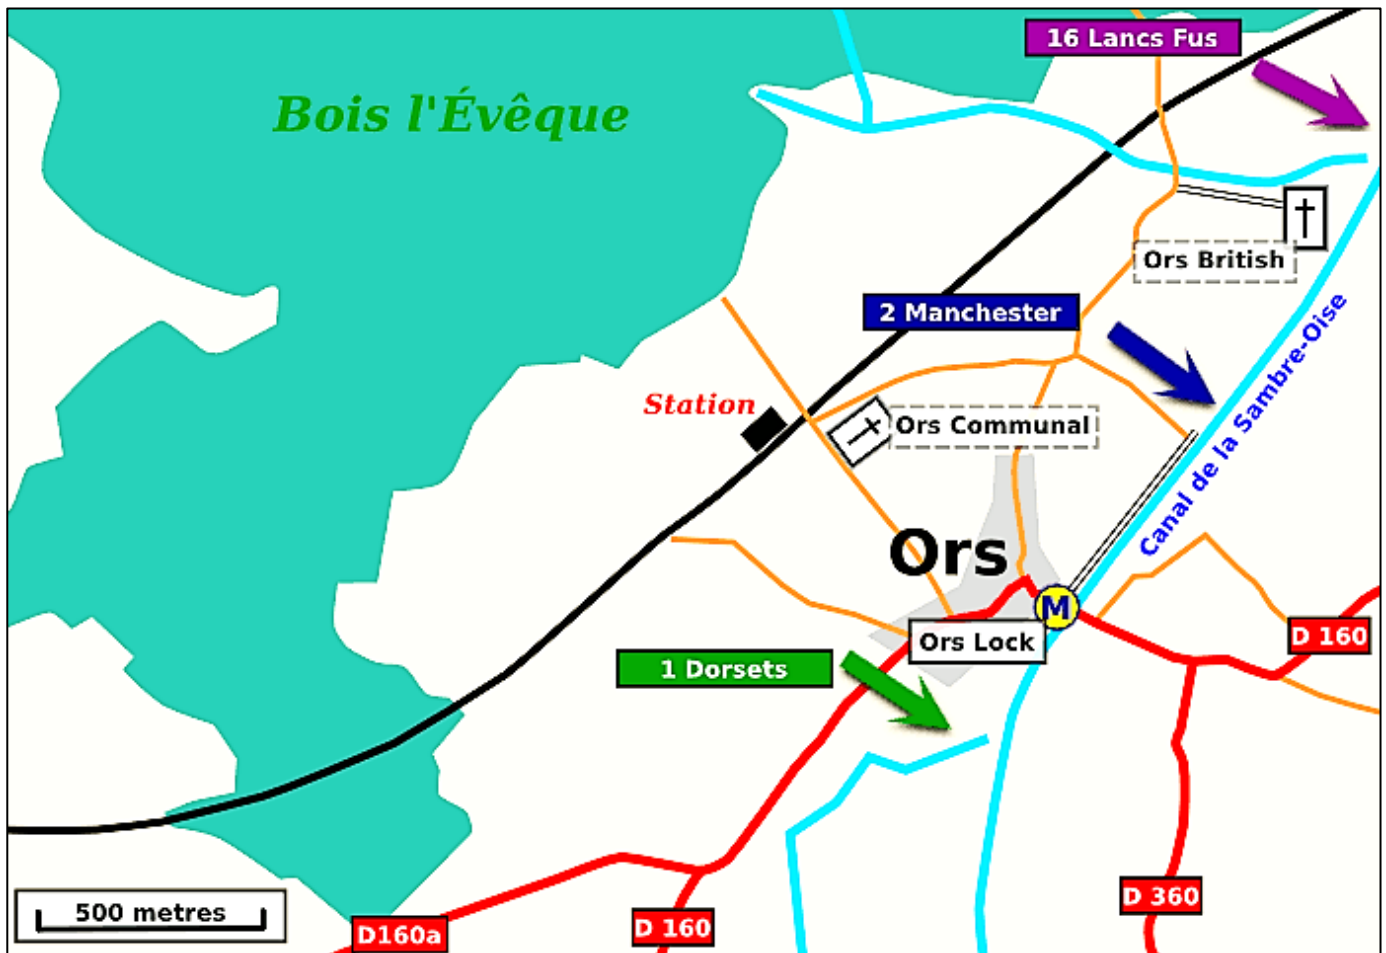 16 Lancs Fus
Bois l'Évêque
Ors British
2 Manchester
Canal de la Sambre-Oise
Station
Ors Communal
Ors
M
D 160
Ors Lock
1 Dorsets
D 360
500 metres
D 160
D160a